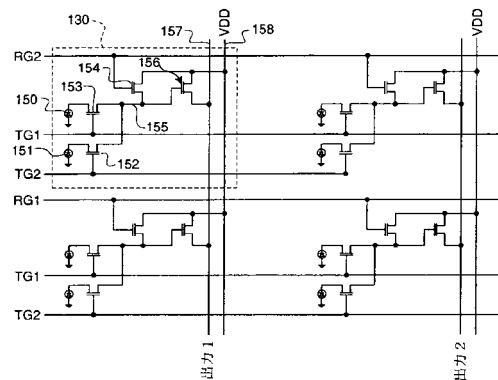 130
157
VDD
158
RG2
153
154
156
150
155
TG1
151
152
TG2
RG1
TG1
TG2
出力 1
出力 2
VDD